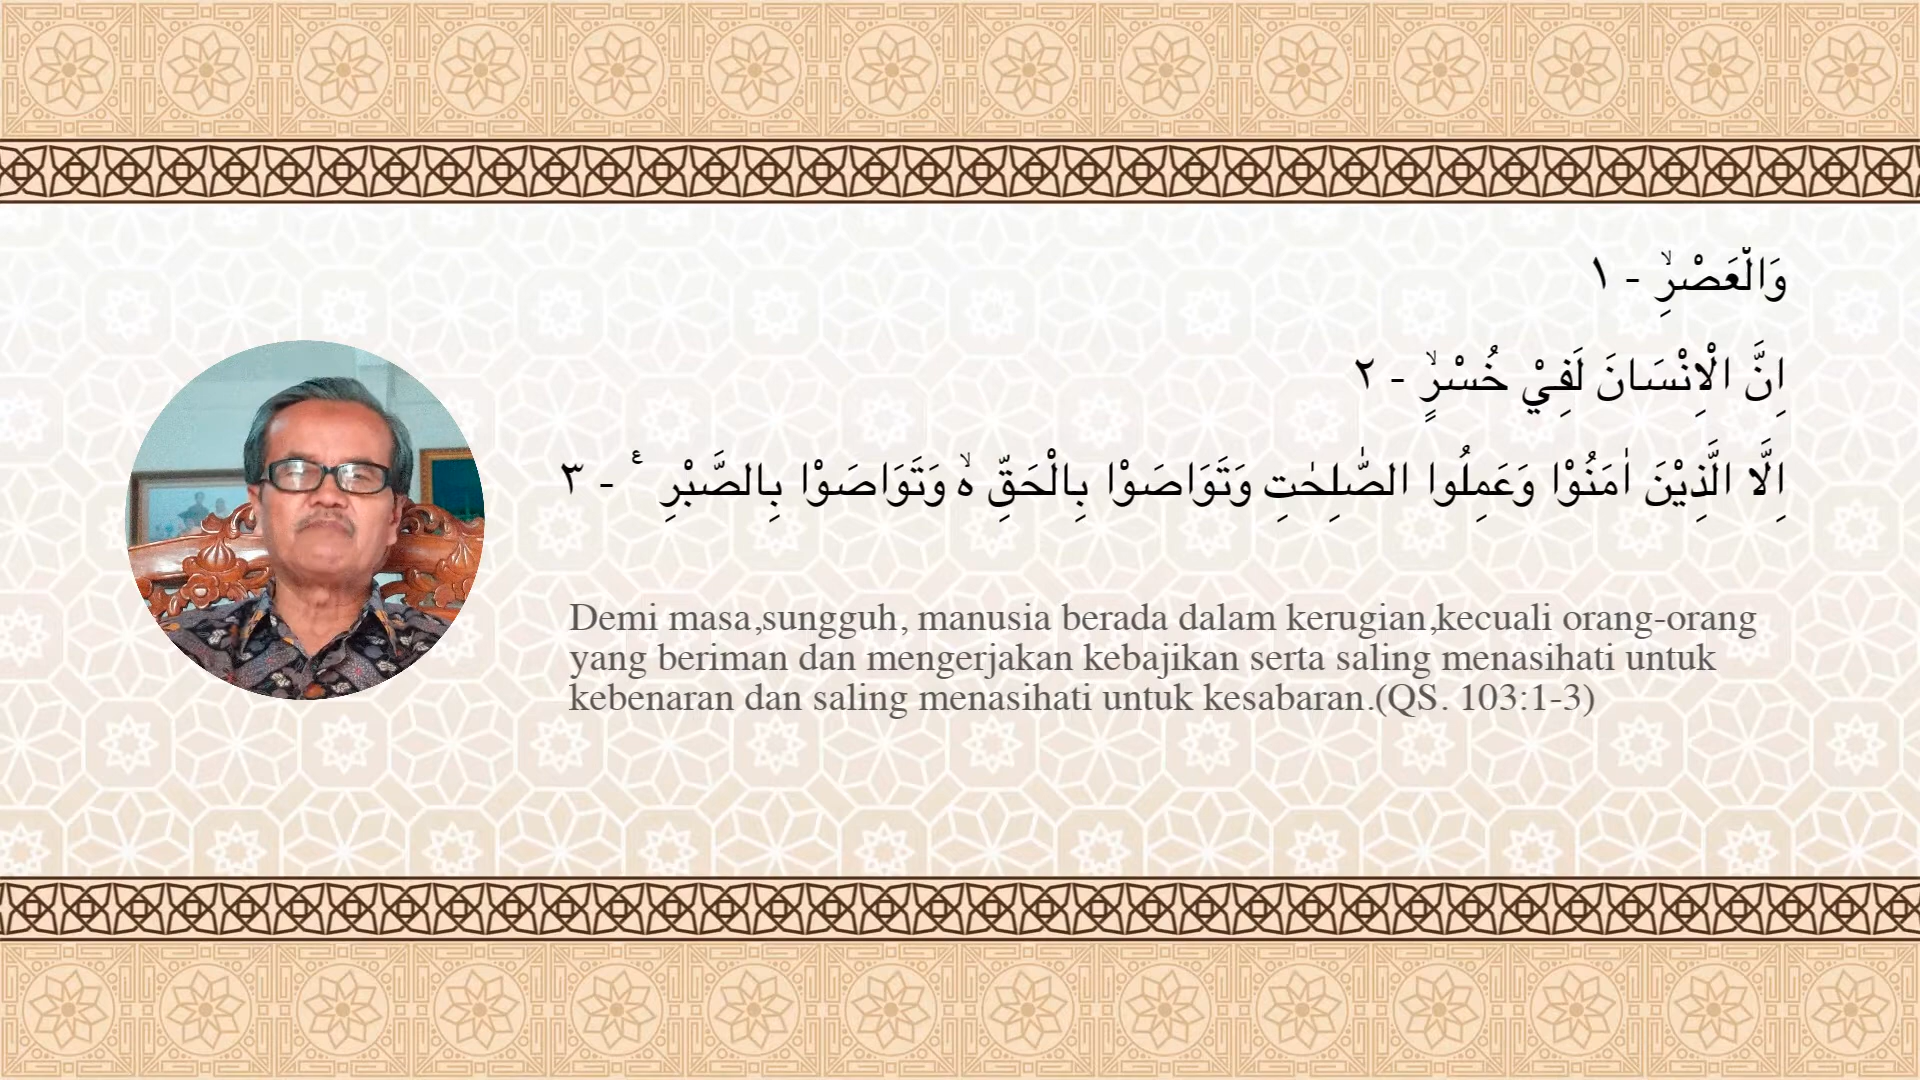 وَالْعَصْرِۙ - ١
اِنَّ الْاِنْسَانَ لَفِيْ خُسْرٍۙ - ٢
اِلَّا الَّذِيْنَ اٰمَنُوْا وَعَمِلُوا الصّٰلِحٰتِ وَتَوَاصَوْا بِالْحَقِّ ەۙ وَتَوَاصَوْا بِالصَّبْرِ ࣖ - ٣
Demi masa,sungguh, manusia berada dalam kerugian,kecuali orang-orang
yang beriman dan mengerjakan kebajikan serta saling menasihati untuk
kebenaran dan saling menasihati untuk kesabaran.(QS. 103:1-3)